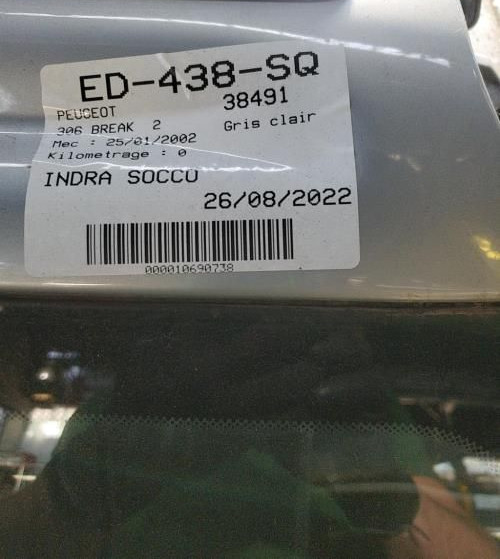 ED-438-SQ
PEUGEOT 38491
306 BREAK 2 Gris clair
Mec : 25/01/2002
Kilometrage : 0
INDRA SOCCU
26/08/2022
000010690738